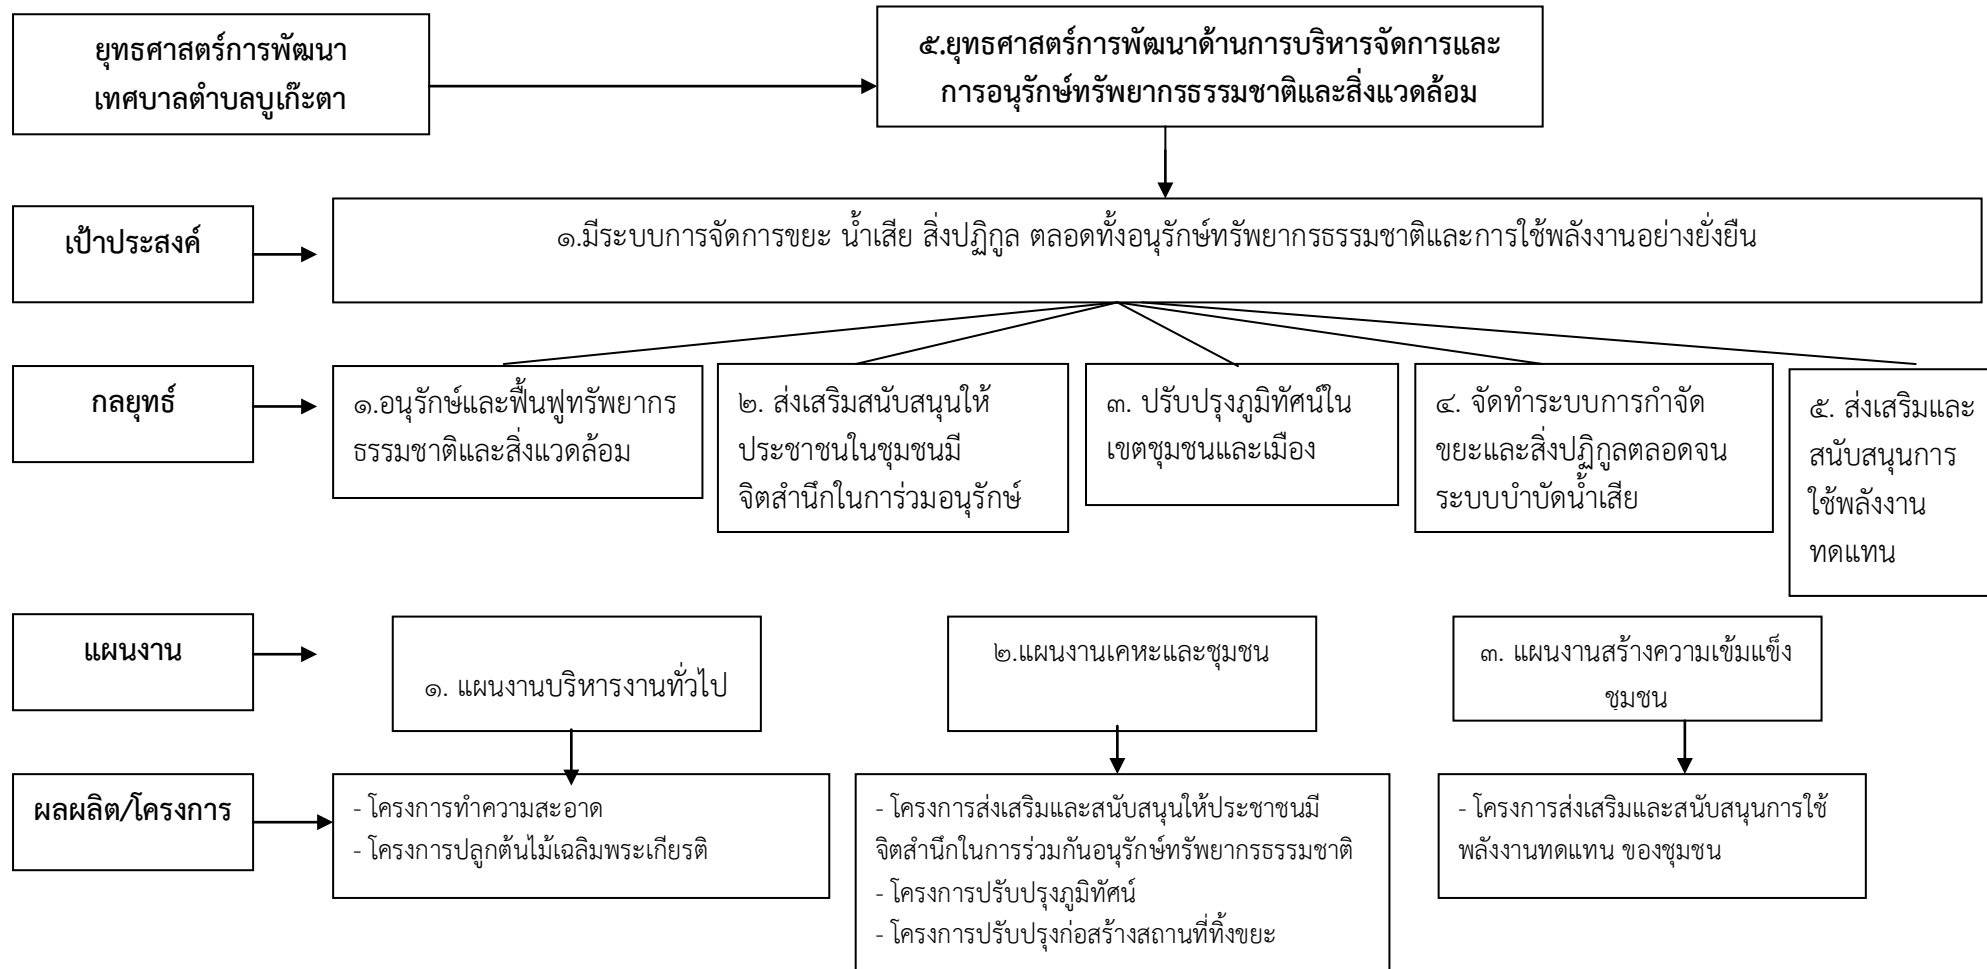 ยุทธศาสตร์การพัฒนา
เทศบาลตำบลบูเก๊ะตา
๕.ยุทธศาสตร์การพัฒนาด้านการบริหารจัดการและ
การอนุรักษ์ทรัพยากรธรรมชาติและสิ่งแวดล้อม
เป้าประสงค์
๑.มีระบบการจัดการขยะ น้ำเสีย สิ่งปฏิกูล ตลอดทั้งอนุรักษ์ทรัพยากรธรรมชาติและการใช้พลังงานอย่างยั่งยืน
กลยุทธ์
๑.อนุรักษ์และฟื้นฟูทรัพยากร
ธรรมชาติและสิ่งแวดล้อม
๒. ส่งเสริมสนับสนุนให้
ประชาชนในชุมชนมี
จิตสำนึกในการ่วมอนุรักษ์
๓. ปรับปรุงภูมิทัศน์ใน
เขตชุมชนและเมือง
๔. จัดทำระบบการกำจัด
ขยะและสิ่งปฏิกูลตลอดจน
ระบบบำบัดน้ำเสีย
๕. ส่งเสริมและ
สนับสนุนการ
ใช้พลังงาน
ทดแทน
แผนงาน
๑. แผนงานบริหารงานทั่วไป
๒.แผนงานเคหะและชุมชน
๓. แผนงานสร้างความเข้มแข็ง
ชุมชน
ผลผลิต/โครงการ
- โครงการทำความสะอาด
- โครงการปลูกต้นไม้เฉลิมพระเกียรติ
- โครงการส่งเสริมและสนับสนุนให้ประชาชนมี
จิตสำนึกในการร่วมกันอนุรักษ์ทรัพยากรธรรมชาติ
- โครงการปรับปรุงภูมิทัศน์
- โครงการปรับปรุงก่อสร้างสถานที่ทิ้งขยะ
- โครงการส่งเสริมและสนับสนุนการใช้
พลังงานทดแทน ของชุมชน